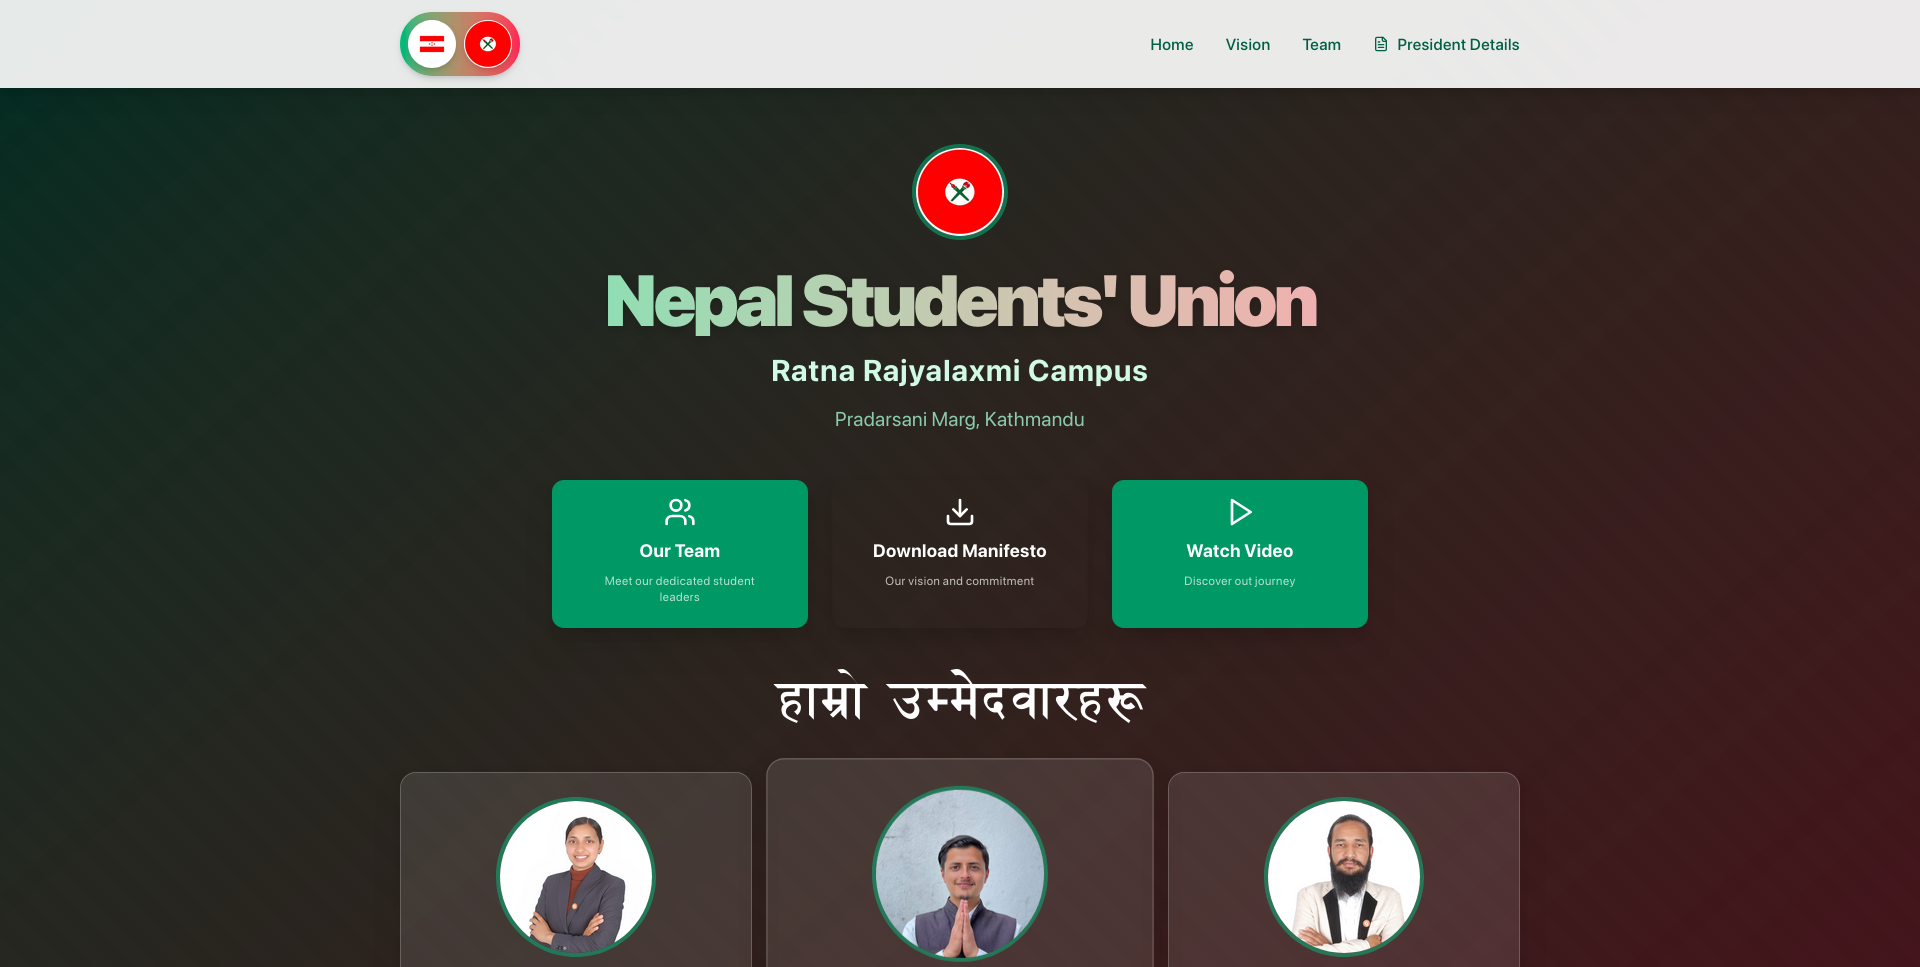 Home
Vision
Team
President Details
Nepal Students' Union
Ratna Rajyalaxmi Campus
Pradarsani Marg, Kathmandu
Our Team
Meet our dedicated student
leaders
Download Manifesto
Our vision and commitment
Watch Video
Discover out journey
हाम्रो उम्मेदवारहरू